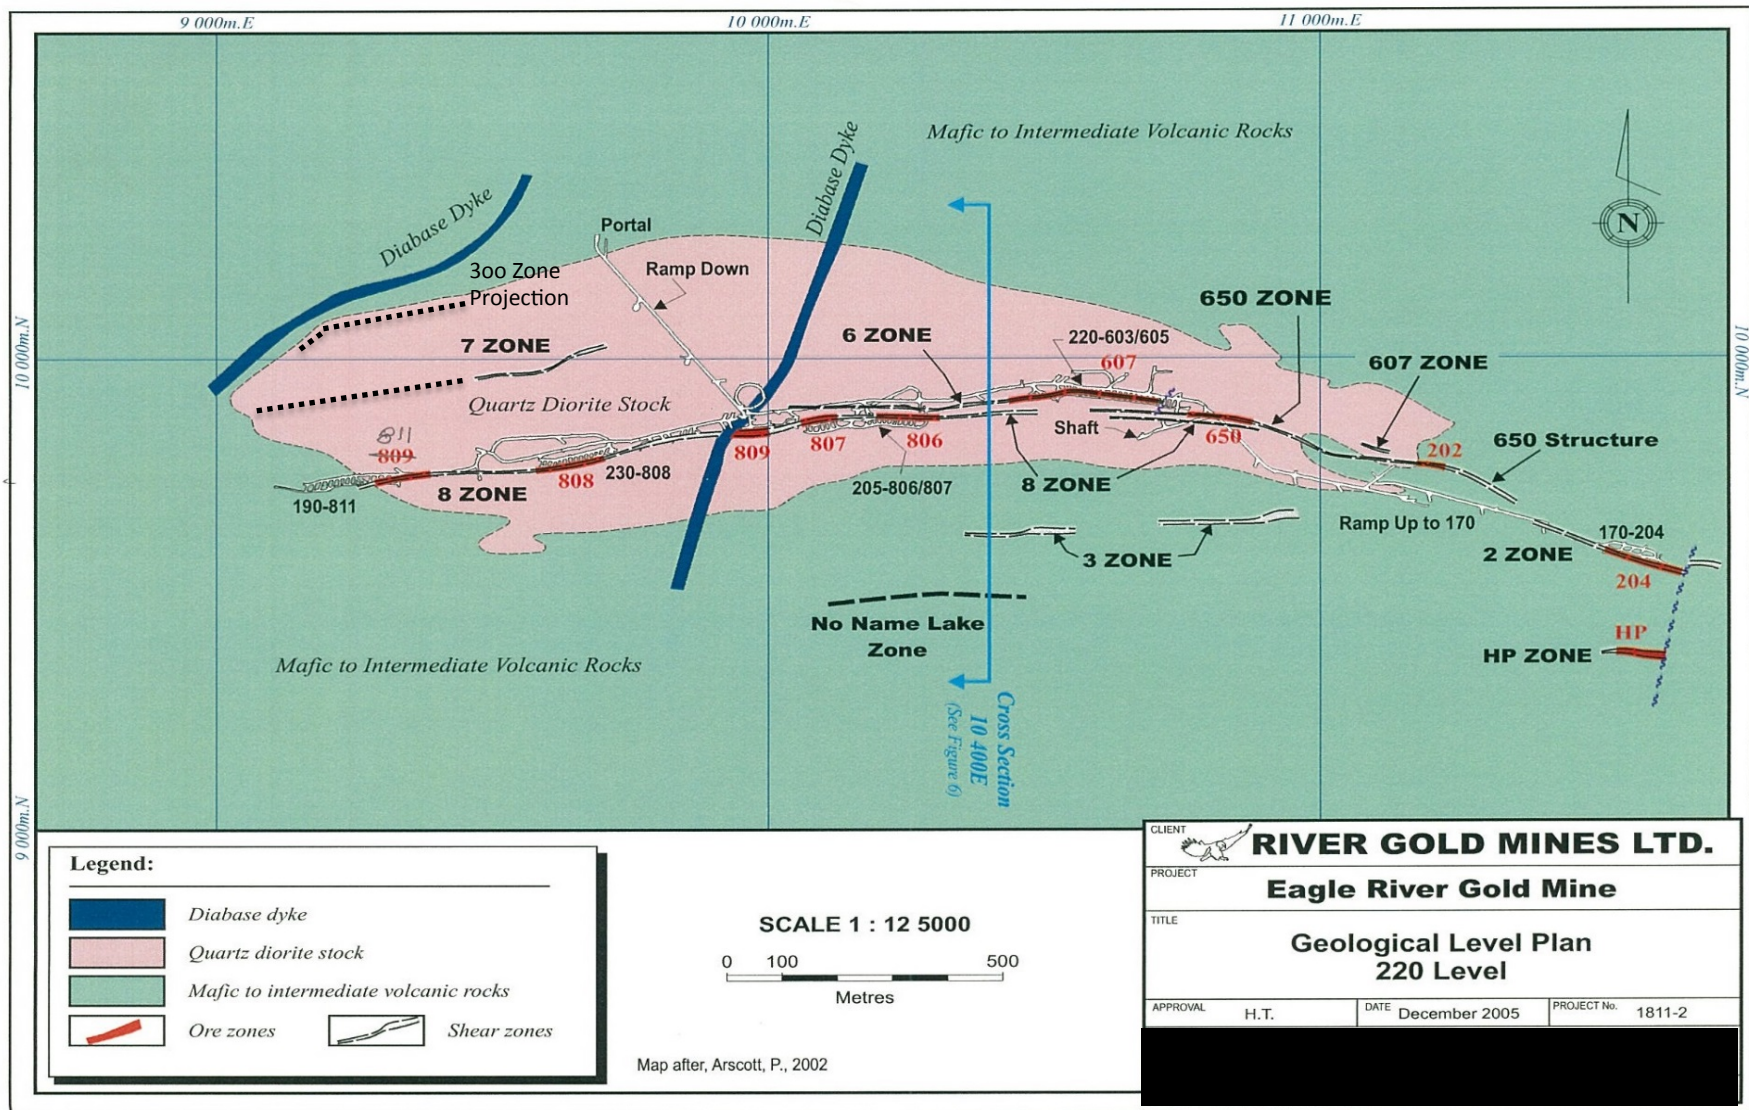 9 000m.E
10 000m.E
11 000m.E
Mafic to Intermediate Volcanic Rocks
Diabase Dyke
Diabase Dyke
Portal
Ramp Down
3oo Zone
Projection
650 ZONE
6 ZONE
220-603/605
607
607 ZONE
7 ZONE
10 000m.N
10 000m.N
Quartz Diorite Stock
811
809
Shaft
650
202
650 Structure
809
807
806
808
230-808
8 ZONE
190-811
205-806/807
8 ZONE
Ramp Up to 170
170-204
2 ZONE
204
3 ZONE
No Name Lake
Zone
HP
HP ZONE
Mafic to Intermediate Volcanic Rocks
Cross Section
10 400E
(See Figure 6)
9 000m.N
N
Legend:
Diabase dyke
Quartz diorite stock
Mafic to intermediate volcanic rocks
Ore zones
Shear zones
SCALE 1 : 12 5000
0 100 500
Metres
Map after, Arscott, P., 2002
CLIENT
RIVER GOLD MINES LTD.
PROJECT
Eagle River Gold Mine
TITLE
Geological Level Plan
220 Level
APPROVAL H.T.
DATE December 2005
PROJECT No. 1811-2